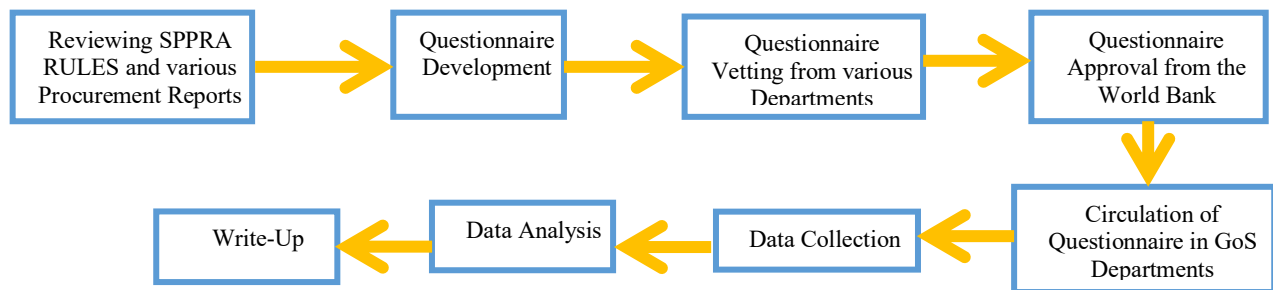 Reviewing SPPRA
RULES and various
Procurement Reports
Questionnaire
Development
Questionnaire
Vetting from various
Departments
Questionnaire
Approval from the
World Bank
Circulation of
Questionnaire in GoS
Departments
Data Collection
Data Analysis
Write-Up